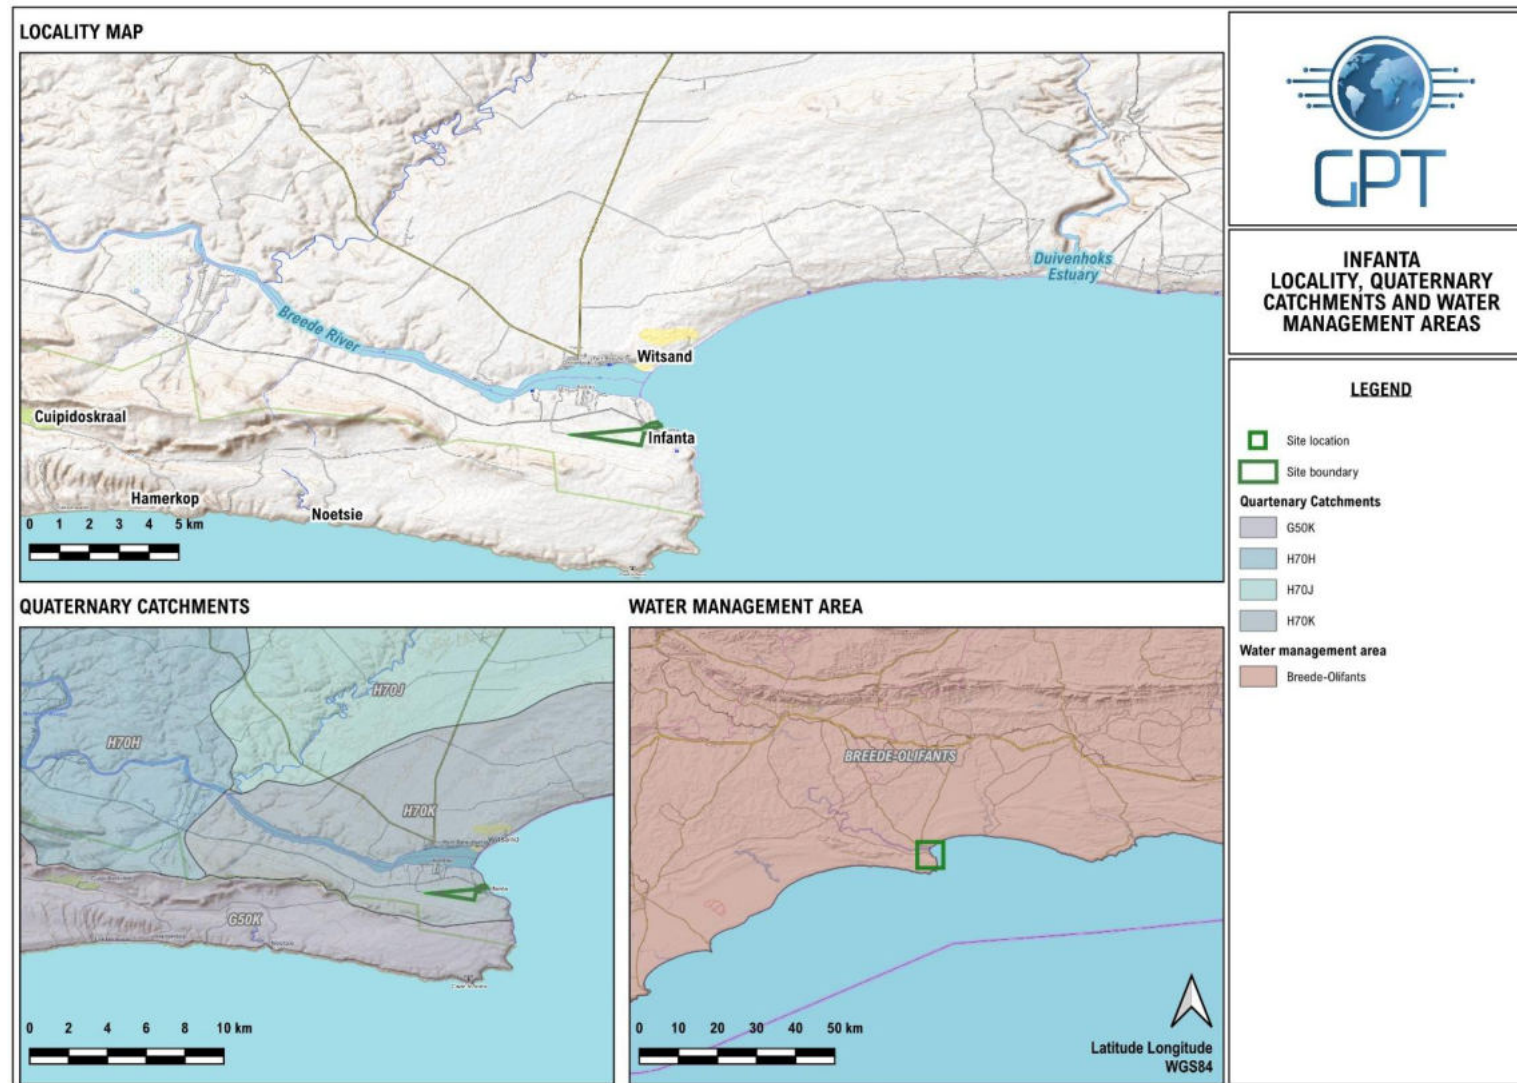 LOCALITY MAP
Duivenhoks
Estuary
Breede River
Witsand
Cuipidoskraal
Infanta
Hamerkop
Noetsie
0 1 2 3 4 5 km
QUATERNARY CATCHMENTS
H70J
H70H
H70K
Witsand
G50K
0 2 4 6 8 10 km
WATER MANAGEMENT AREA
BREEDE-OLIFANTS
0 10 20 30 40 50 km
Latitude Longitude
WGS84
GPT
INFANTA
LOCALITY, QUATERNARY
CATCHMENTS AND WATER
MANAGEMENT AREAS
LEGEND
Site location
Site boundary
Quartenary Catchments
G50K
H70H
H70J
H70K
Water management area
Breede-Olifants